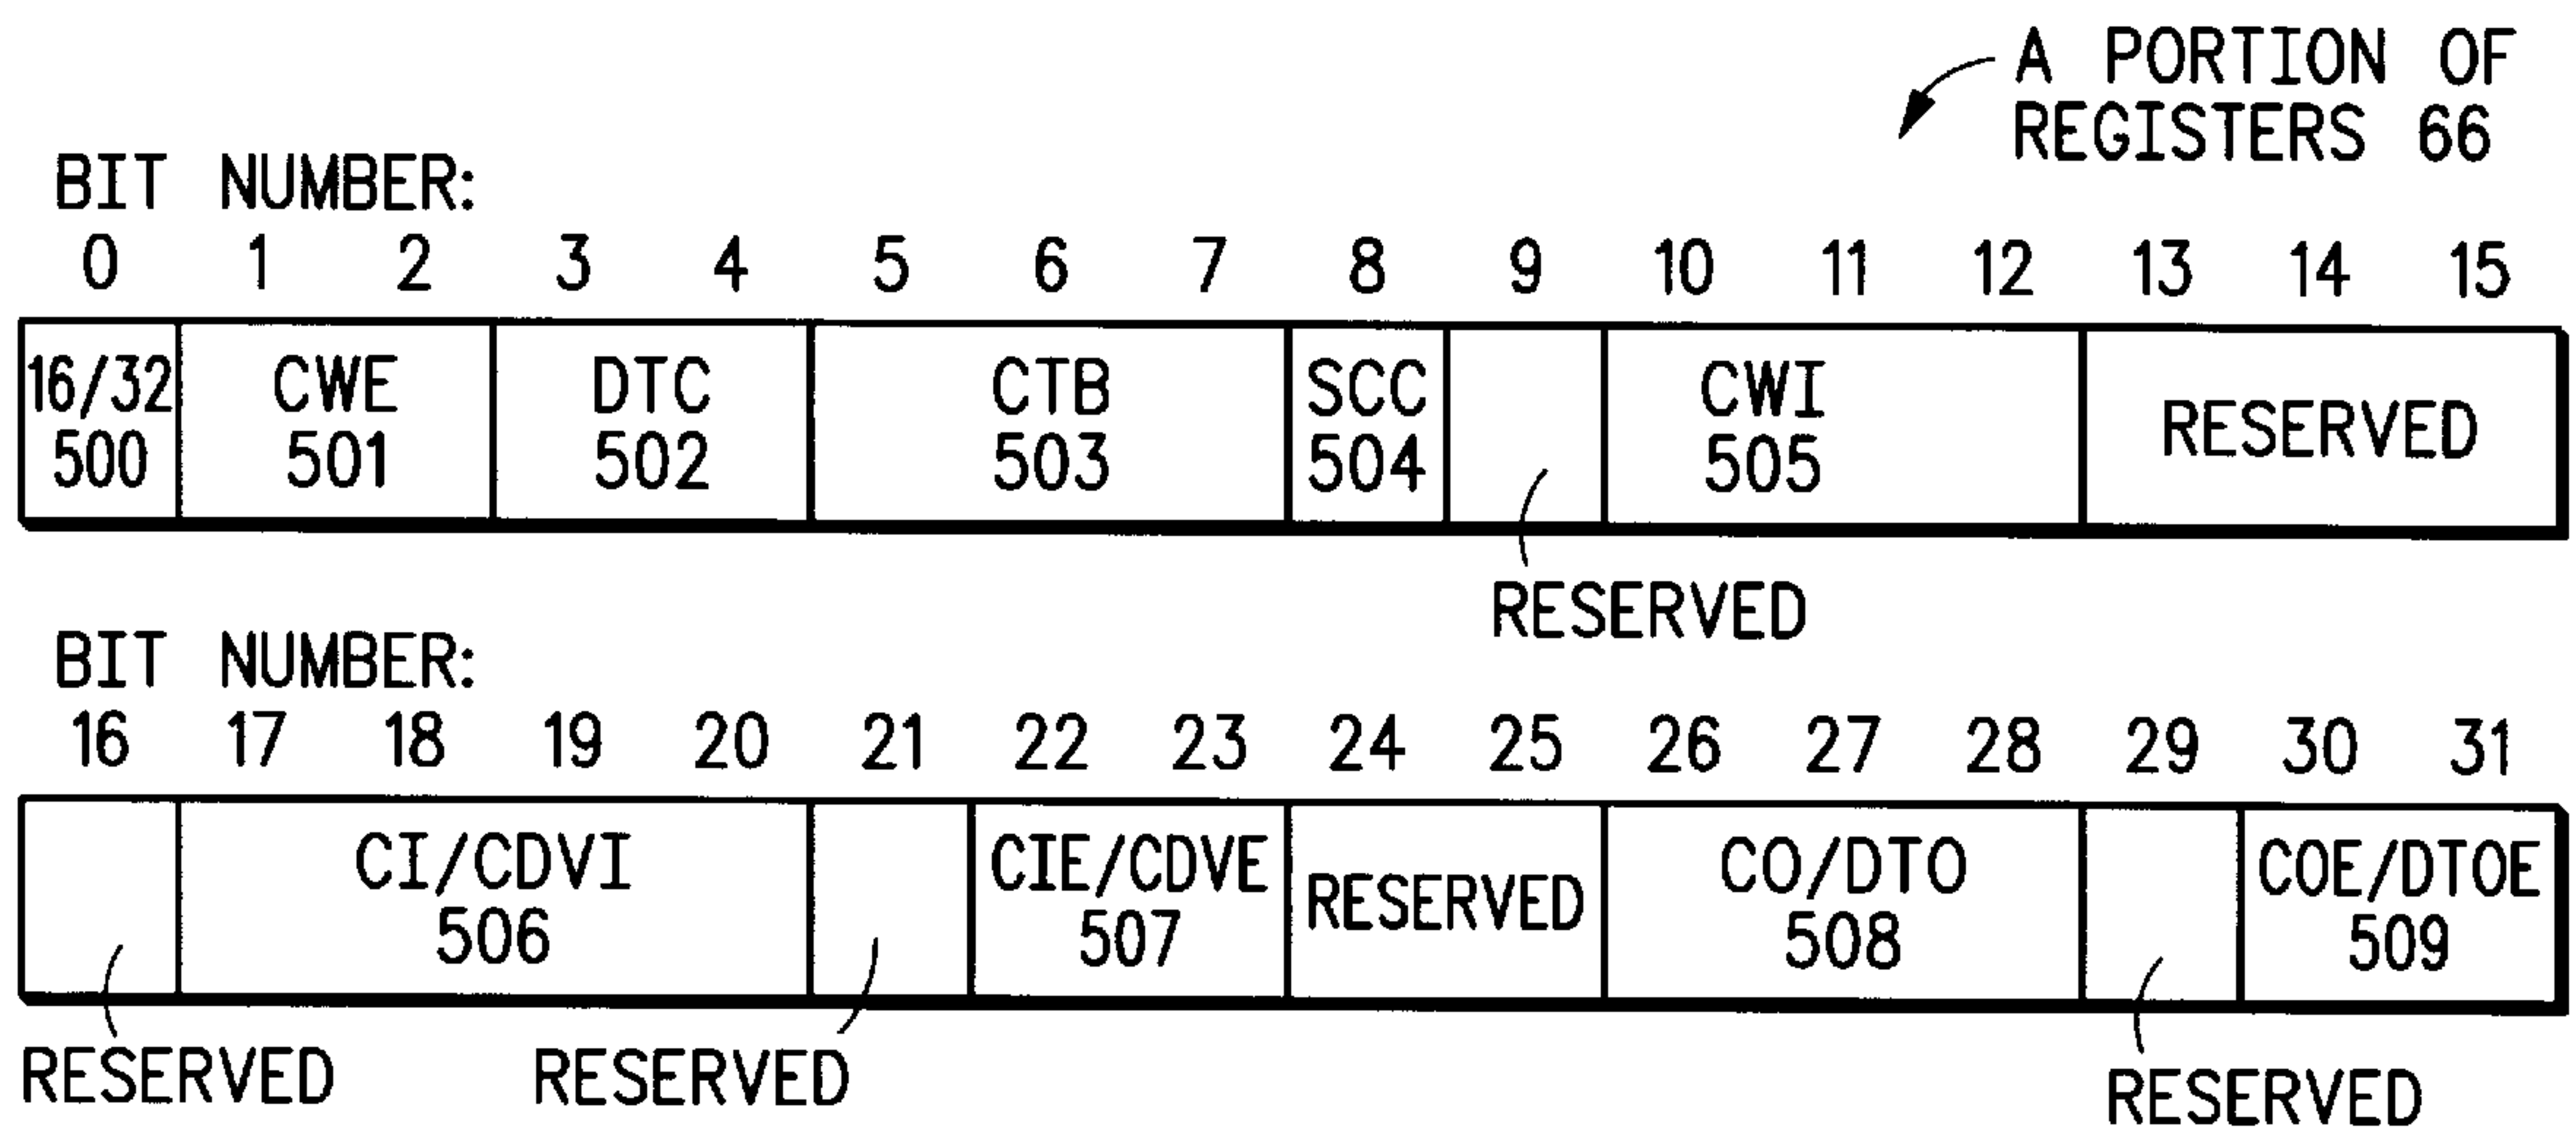 A PORTION OF
REGISTERS 66
BIT NUMBER:
0 1 2 3 4 5 6 7 8 9 10 11 12 13 14 15
16/32 CWE DTC CTB SCC CWI RESERVED
500 501 502 503 504 505
RESERVED
BIT NUMBER:
16 17 18 19 20 21 22 23 24 25 26 27 28 29 30 31
CI/CDVI CIE/CDVE RESERVED CO/DTO COE/DTOE
506 507 508 509
RESERVED RESERVED RESERVED